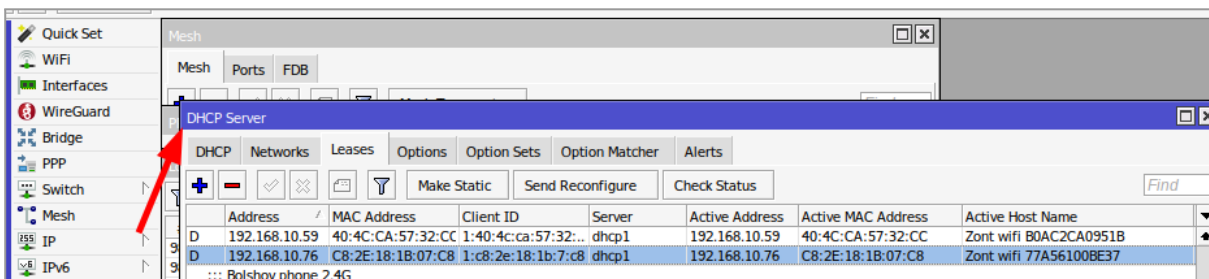 Quick Set
WiFi
Interfaces
WireGuard
Bridge
PPP
Switch
Mesh
IP
IPv6
Mesh
Mesh Ports FDB
DHCP Server
DHCP Networks Leases Options Option Sets Option Matcher Alerts
Make Static Send Reconfigure Check Status Find
Address MAC Address Client ID Server Active Address Active MAC Address Active Host Name
D 192.168.10.59 40:4C:CA:57:32:CC 1:40:4c:ca:57:32:.. dhcp1 192.168.10.59 40:4C:CA:57:32:CC Zont wifi B0AC2CA0951B
D 192.168.10.76 C8:2E:18:1B:07:C8 1:c8:2e:18:1b:7:c8 dhcp1 192.168.10.76 C8:2E:18:1B:07:C8 Zont wifi 77A56100BE37
::: Bolshoy phone 2.4G